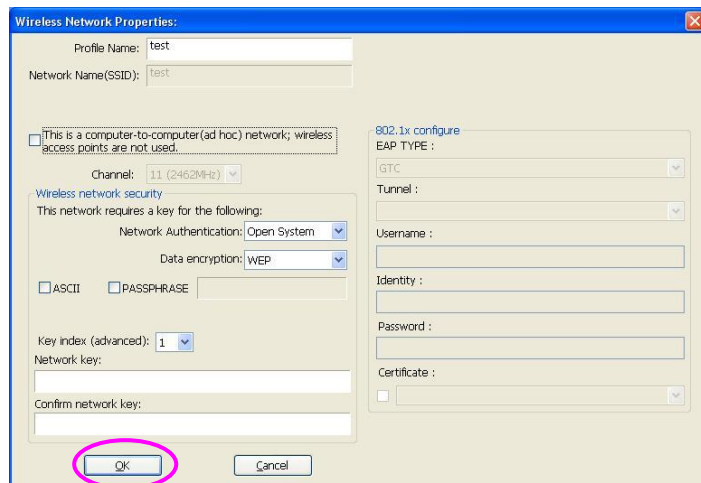 Wireless Network Properties:
Profile Name: test
Network Name(SSID): test
This is a computer-to-computer(ad hoc) network; wireless
access points are not used.
Channel: 11 (2462MHz)
Wireless network security
This network requires a key for the following:
Network Authentication: Open System
Data encryption: WEP
ASCII PASSPHRASE
Key index (advanced): 1
Network key:
Confirm network key:
OK Cancel
802.1x configure
EAP TYPE :
GTC
Tunnel :
Username :
Identity :
Password :
Certificate :